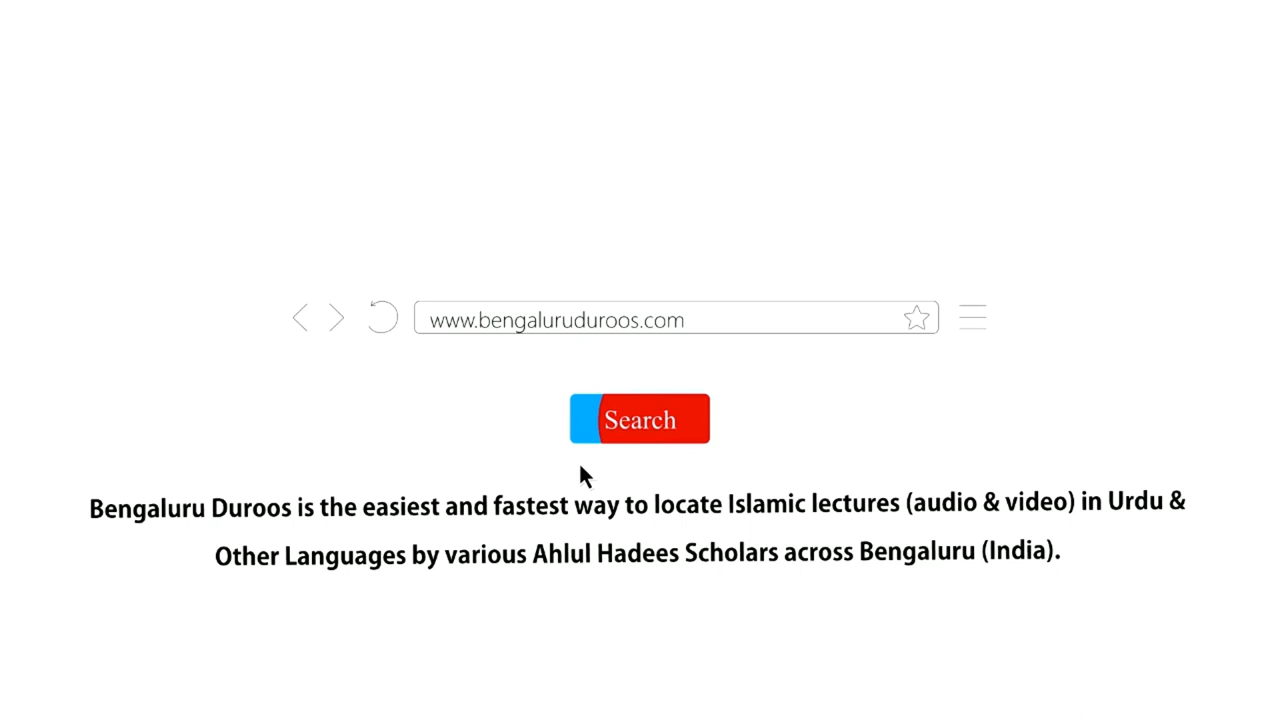 www.bengaluruduroos.com
Search
Bengaluru Duroos is the easiest and fastest way to locate Islamic lectures (audio & video) in Urdu &
Other Languages by various Ahlul Hadees Scholars across Bengaluru (India).